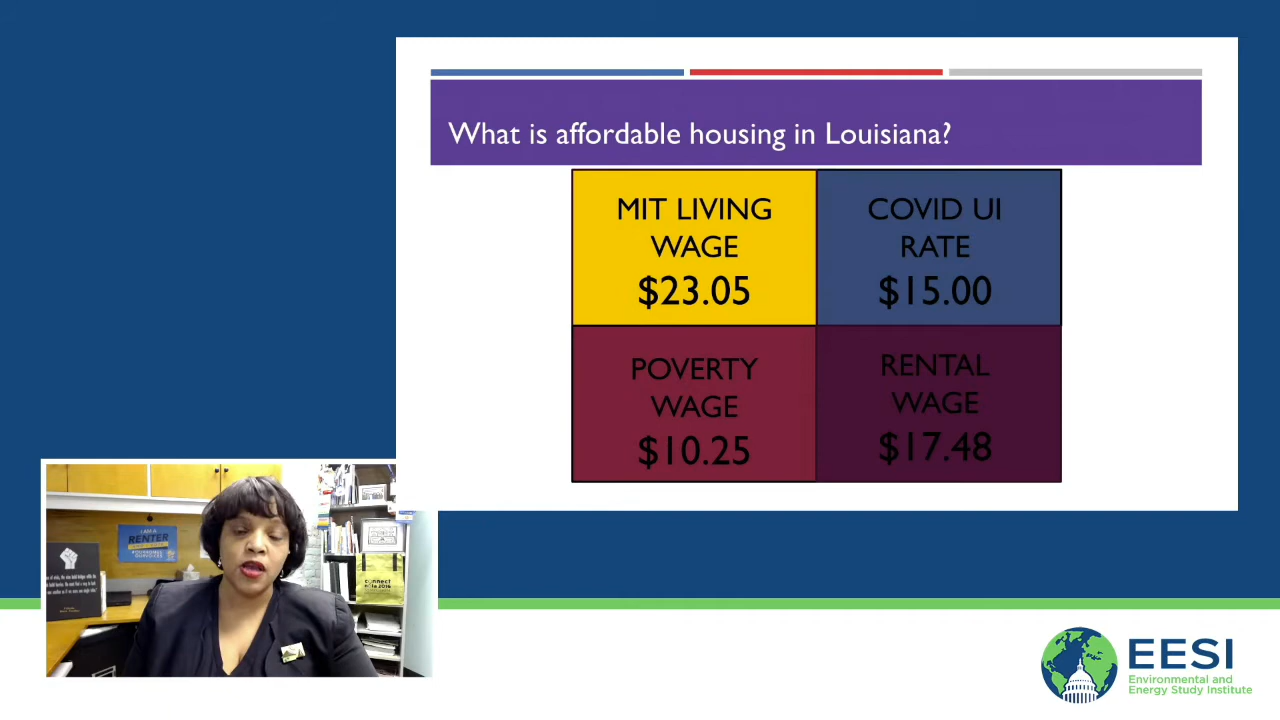 What is affordable housing in Louisiana?
MIT LIVING
WAGE
$23.05
COVID UI
RATE
$15.00
POVERTY
WAGE
$10.25
RENTAL
WAGE
$17.48
I AM A
RENTER
connect
EESI
Environmental and
Energy Study Institute